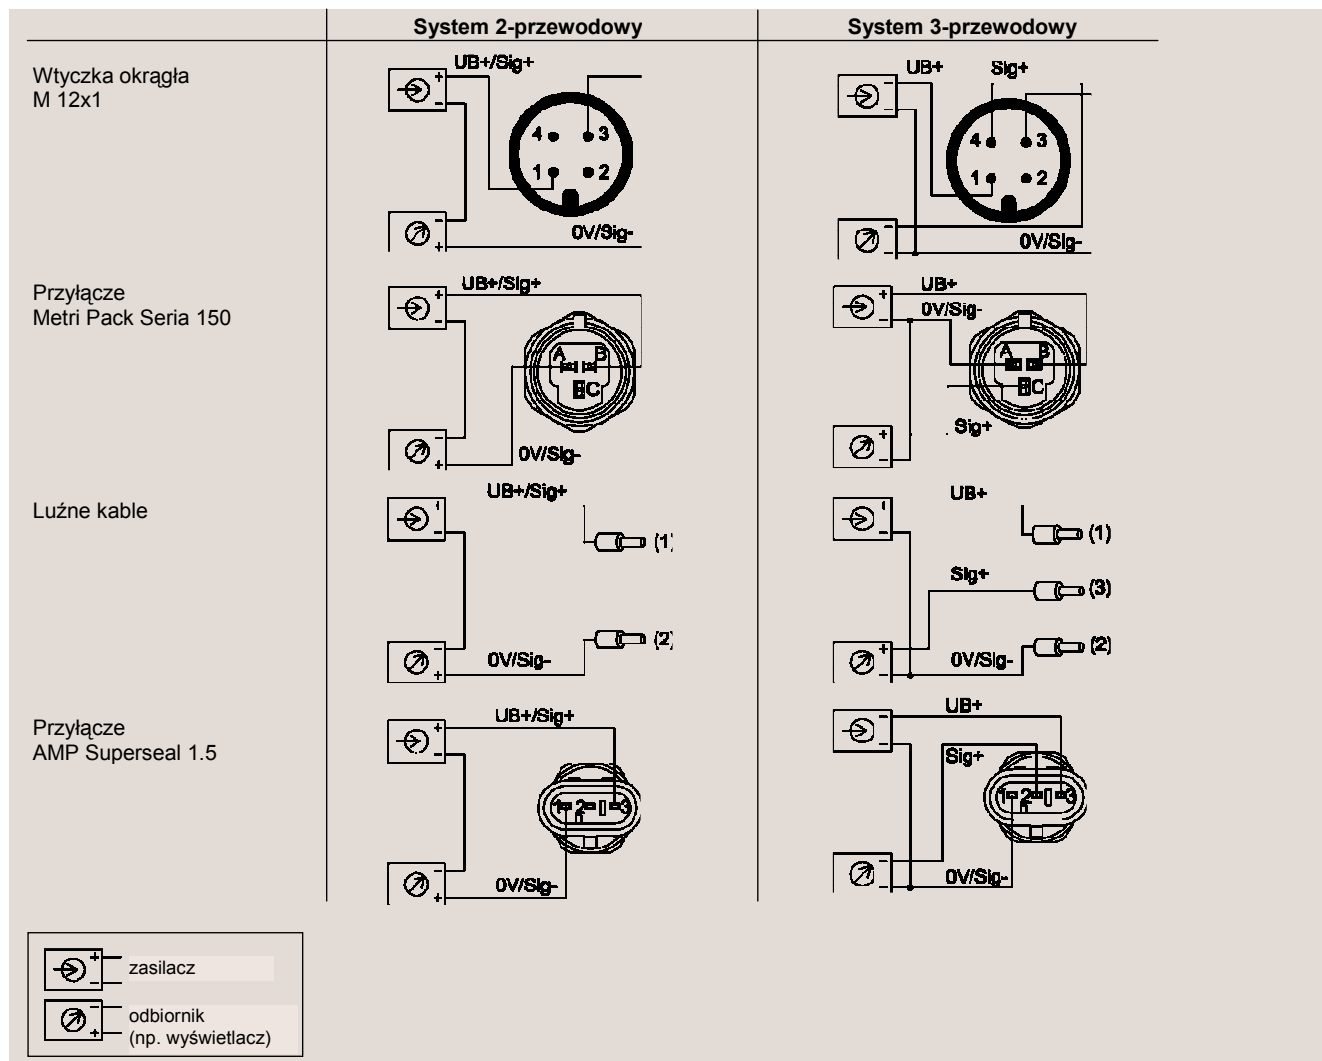 System 2-przewodowy
System 3-przewodowy
Wtyczka okrągła
M 12x1
UB+/Sig+
4 3
1 2
0V/Sig-
UB+
Sig+
4 3
1 2
0V/Sig-
Przyłącze
Metri Pack Seria 150
UB+/Sig+
A B
C
0V/Sig-
UB+
0V/Sig-
A B
C
Sig+
Luźne kable
UB+/Sig+
(1)
(2)
0V/Sig-
UB+
(1)
Sig+
(3)
(2)
0V/Sig-
Przyłącze
AMP Superseal 1.5
UB+/Sig+
1 2 3
0V/Sig-
UB+
Sig+
1 2 3
0V/Sig-
zasilacz
odbiornik
(np. wyświetlacz)